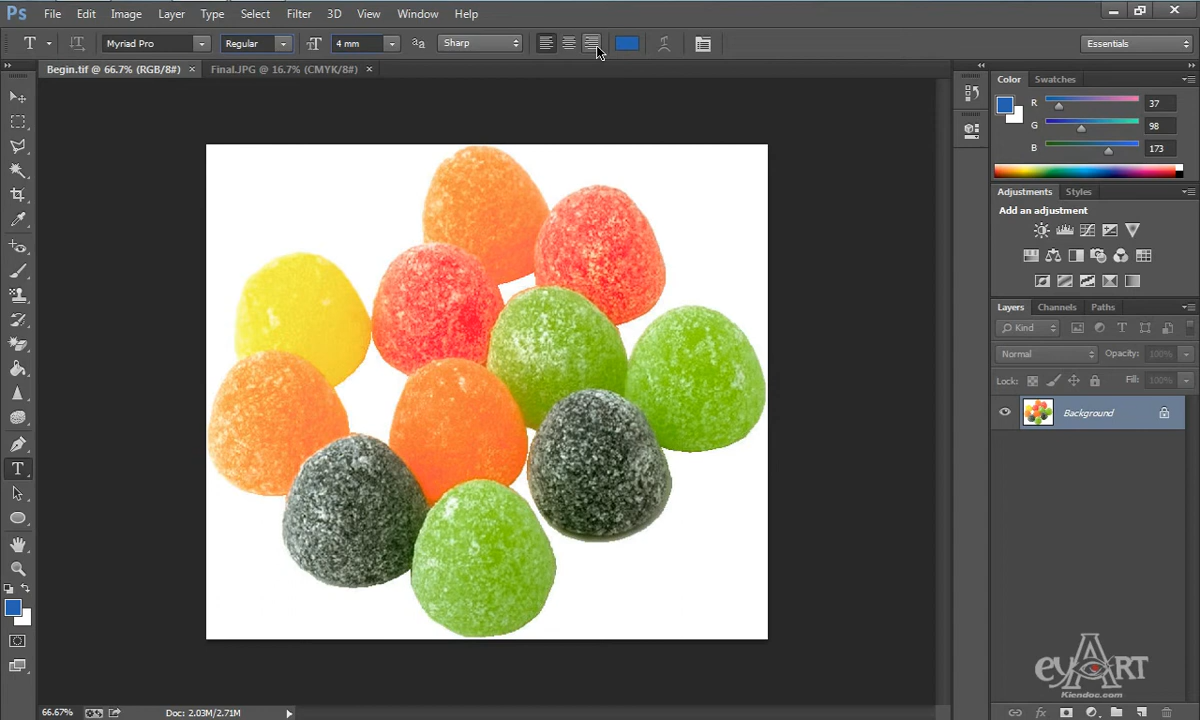 Ps File Edit Image Layer Type Select Filter 3D View Window Help
T Myriad Pro Regular 4 mm aa Sharp Essentials
Begin.tif @ 66.7% (RGB/8#) × Final.JPG @ 16.7% (CMYK/8#) ×
Color Swatches
R 37
G 98
B 173
Adjustments Styles
Add an adjustment
Layers Channels Paths
Kind
Normal Opacity: 100%
Lock: Fill: 100%
Background
eyART
Kiendoc.com
66.67% Doc: 2.03M/2.71M
fx